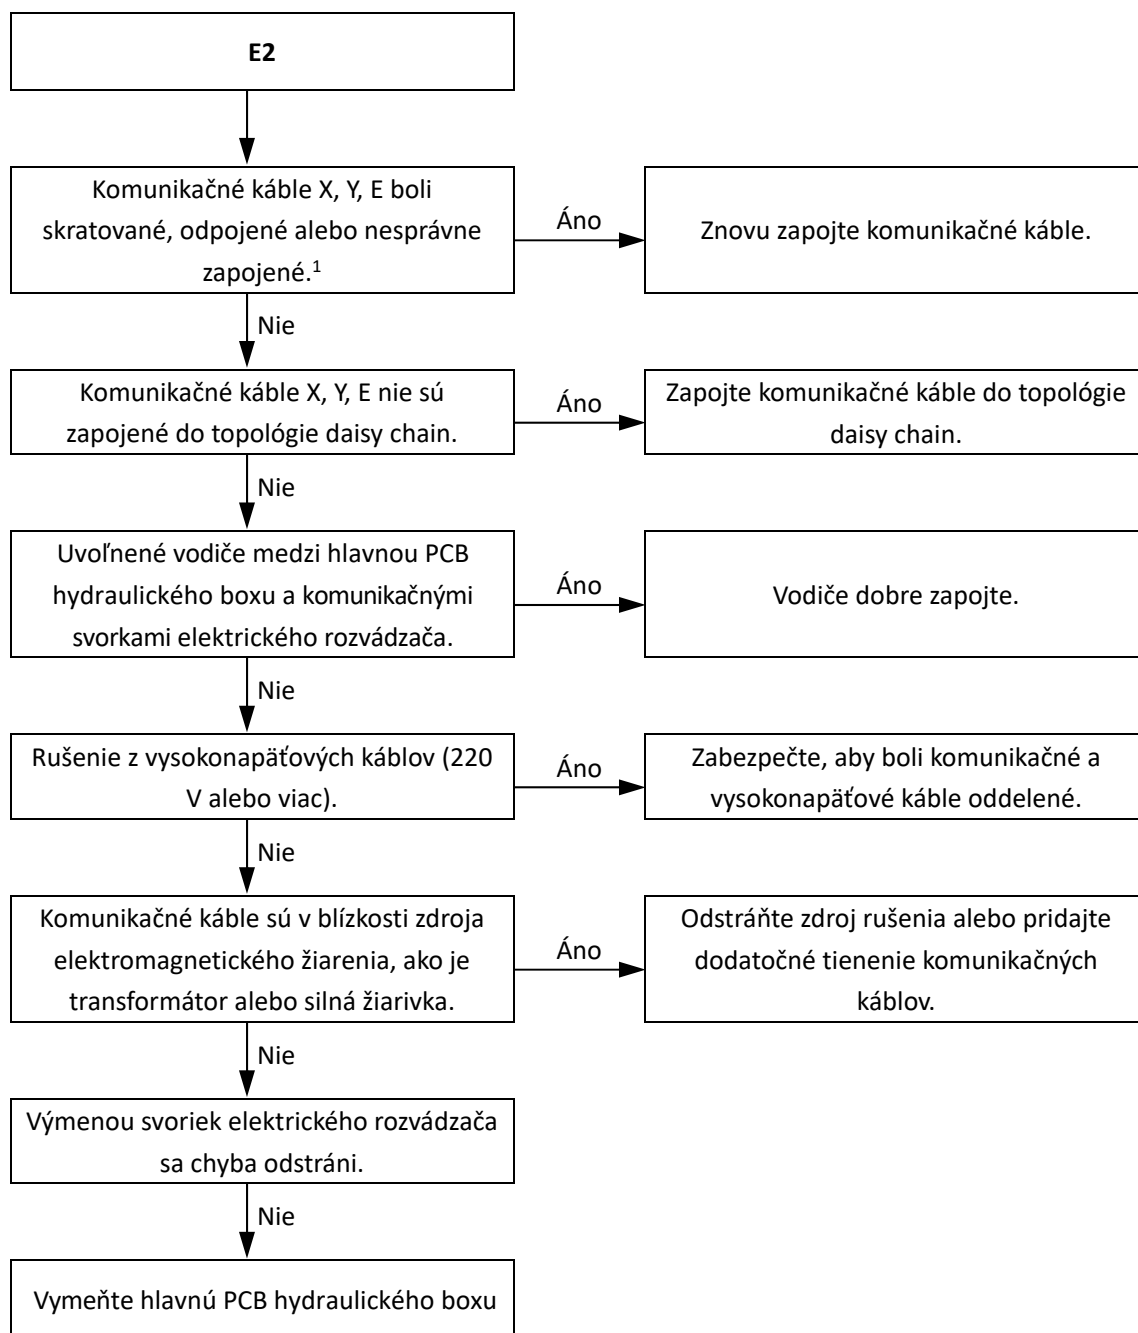 E2
Komunikačné káble X, Y, E boli
skratované, odpojené alebo nesprávne
zapojené.¹
Áno
Znovu zapojte komunikačné káble.
Nie
Komunikačné káble X, Y, E nie sú
zapojené do topológie daisy chain.
Áno
Zapojte komunikačné káble do topológie
daisy chain.
Nie
Uvoľnené vodiče medzi hlavnou PCB
hydraulického boxu a komunikačnými
svorkami elektrického rozvádzača.
Áno
Vodiče dobre zapojte.
Nie
Rušenie z vysokonapäťových káblov (220
V alebo viac).
Áno
Zabezpečte, aby boli komunikačné a
vysokonapäťové káble oddelené.
Nie
Komunikačné káble sú v blízkosti zdroja
elektromagnetického žiarenia, ako je
transformátor alebo silná žiarivka.
Áno
Odstráňte zdroj rušenia alebo pridajte
dodatočné tienenie komunikačných
káblov.
Nie
Výmenou svoriek elektrického rozvádzača
sa chyba odstráni.
Nie
Vymeňte hlavnú PCB hydraulického boxu